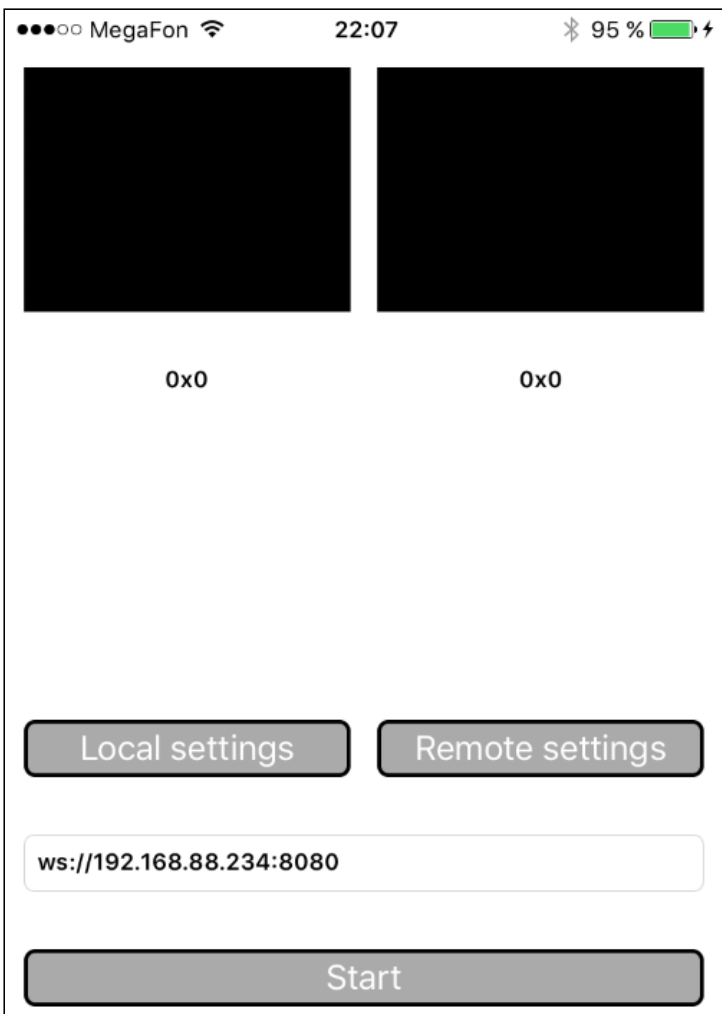 MegaFon 22:07 95 %
0x0 0x0
Local settings Remote settings
ws://192.168.88.234:8080
Start